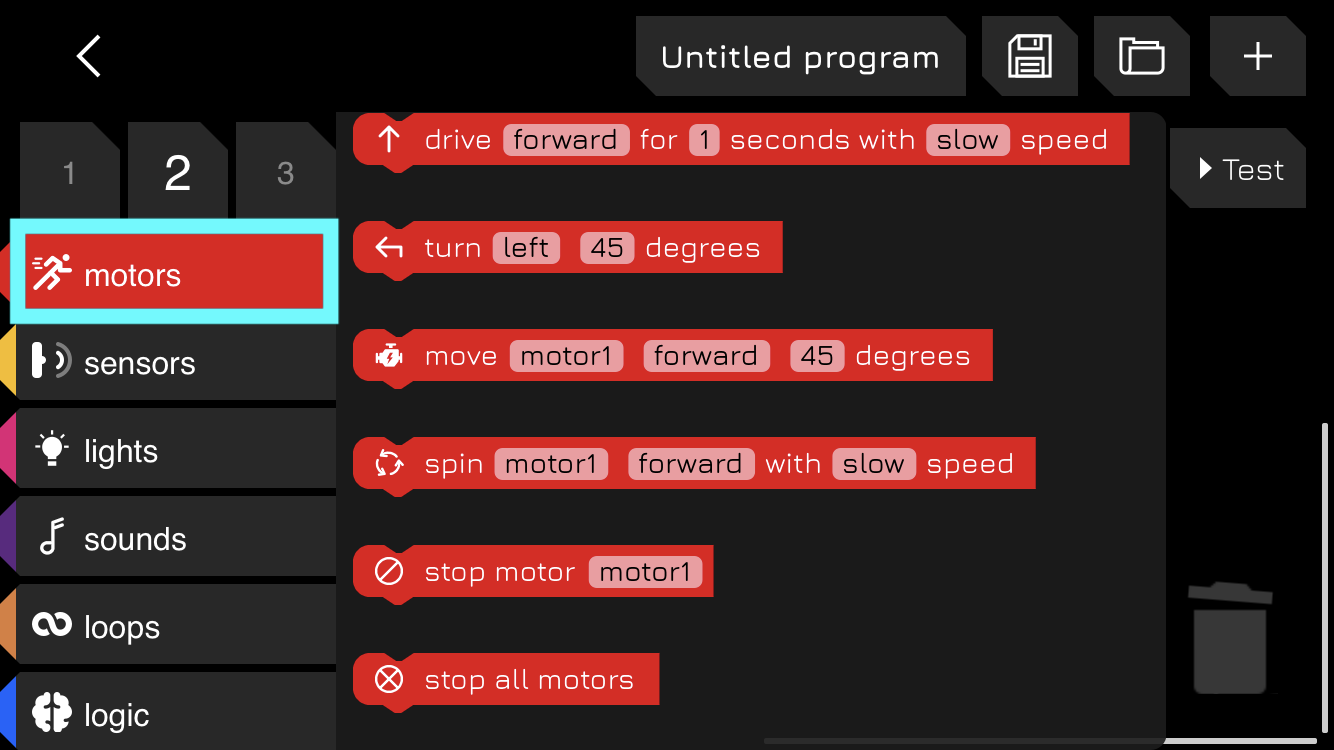 Untitled program
1 2 3
Test
motors
sensors
lights
sounds
loops
logic
drive forward for 1 seconds with slow speed
turn left 45 degrees
move motor1 forward 45 degrees
spin motor1 forward with slow speed
stop motor motor1
stop all motors